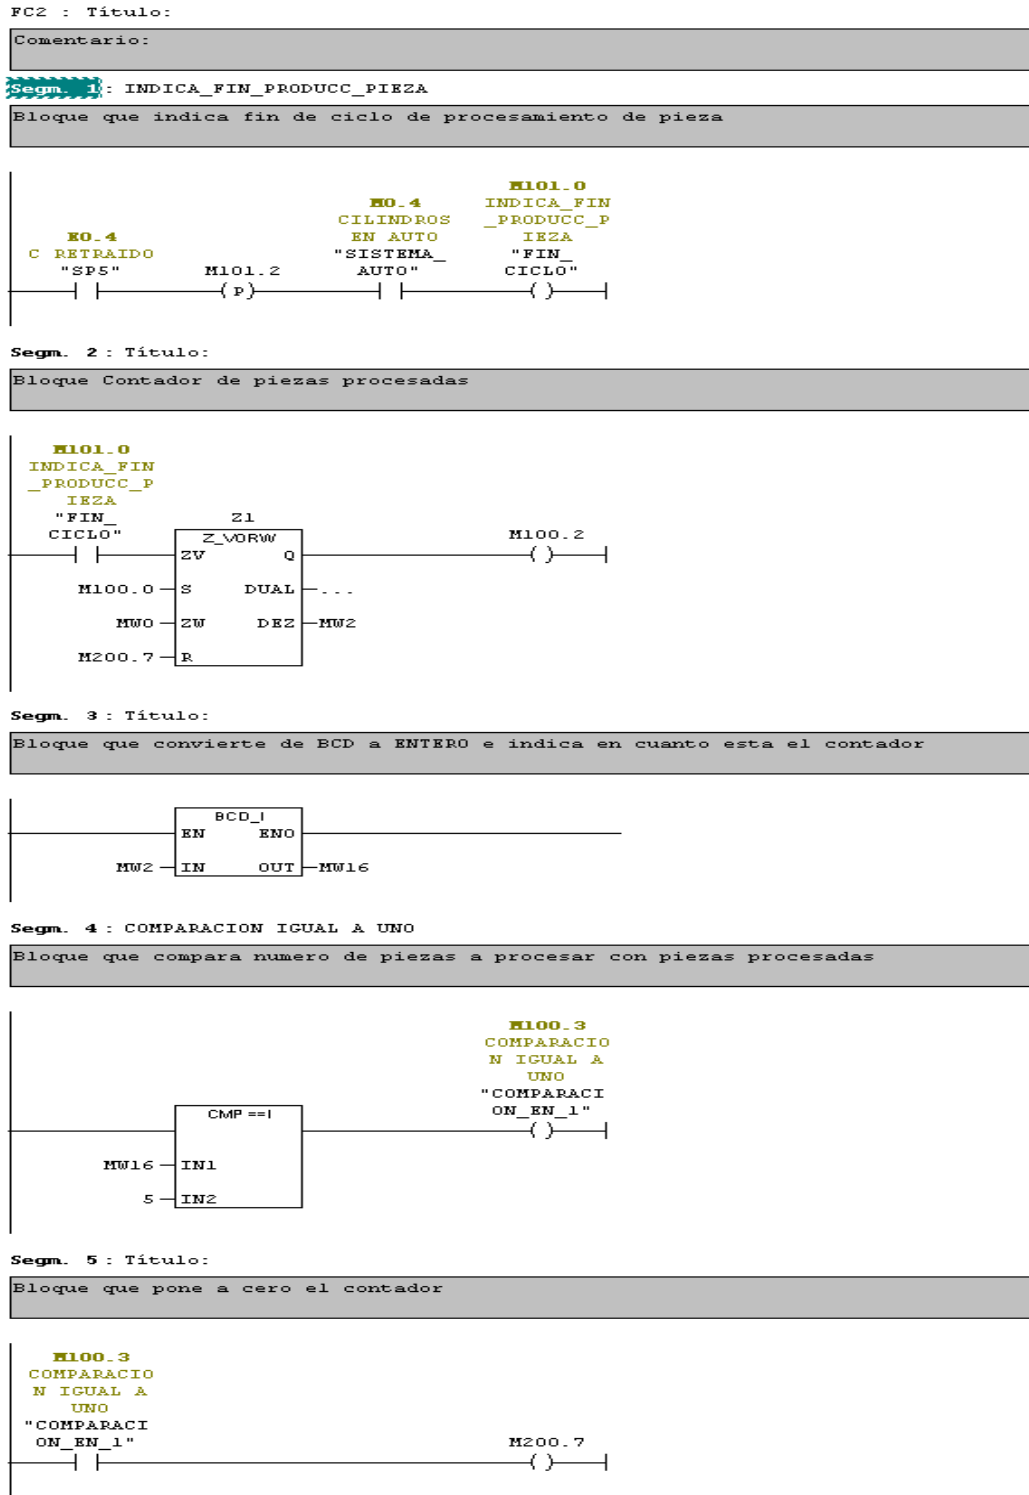 FC2 : Título:
Comentario:
Segm. 1: INDICA_FIN_PRODUCC_PIEZA
Bloque que indica fin de ciclo de procesamiento de pieza
M101.0
M0.4 INDICA_FIN
CILINDROS _PRODUCC_P
E0.4 EN AUTO IEZA
C RETRAIDO "SISTEMA_ "FIN_
"SP5" M101.2 AUTO" CICLO"
(P) ( )
Segm. 2 : Título:
Bloque Contador de piezas procesadas
M101.0
INDICA_FIN
_PRODUCC_P
IEZA
"FIN_ Z1
CICLO" Z_VORW M100.2
ZV Q ( )
M100.0 S DUAL ...
MW0 ZW DEZ MW2
M200.7 R
Segm. 3 : Título:
Bloque que convierte de BCD a ENTERO e indica en cuanto esta el contador
BCD_I
EN ENO
MW2 IN OUT MW16
Segm. 4 : COMPARACION IGUAL A UNO
Bloque que compara numero de piezas a procesar con piezas procesadas
M100.3
COMPARACIO
N IGUAL A
UNO
"COMPARACI
CMP ==I ON_EN_1"
( )
MW16 IN1
5 IN2
Segm. 5 : Título:
Bloque que pone a cero el contador
M100.3
COMPARACIO
N IGUAL A
UNO
"COMPARACI
ON_EN_1" M200.7
( )